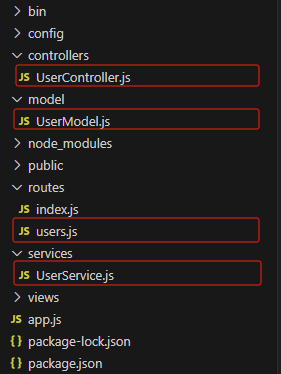 bin
config
controllers
JS UserController.js
model
JS UserModel.js
node_modules
public
routes
JS index.js
JS users.js
services
JS UserService.js
views
JS app.js
{} package-lock.json
{} package.json